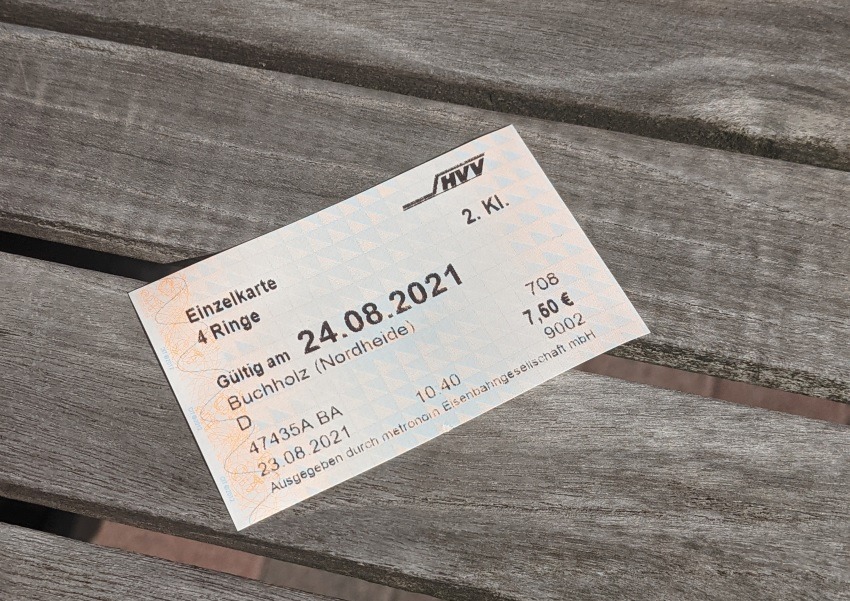 HVV
2. Kl.
Einzelkarte
4 Ringe
Gültig am 24.08.2021
Buchholz (Nordheide) 708
D 7,60 €
47435A BA 10.40 9002
23.08.2021
Ausgegeben durch metronom Eisenbahngesellschaft mbH